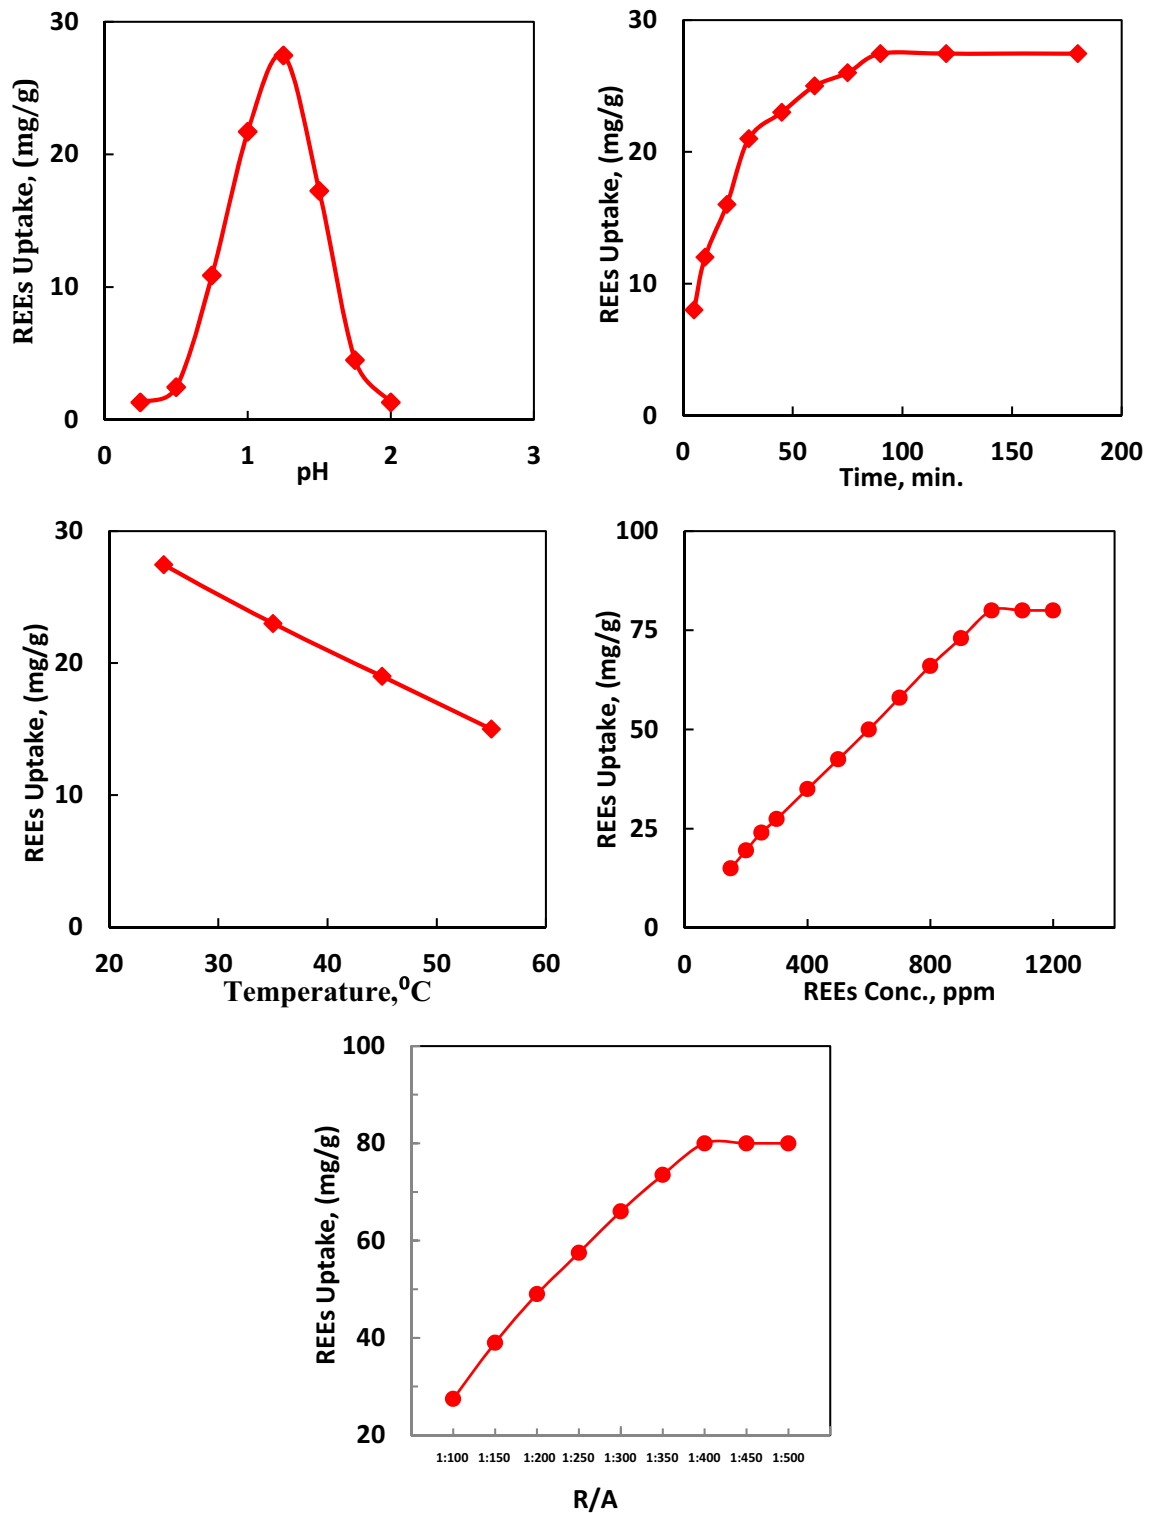 REEs Uptake, (mg/g)
30
20
10
0
0 1 2 3
pH
REEs Uptake, (mg/g)
30
20
10
0
0 50 100 150 200
Time, min.
REEs Uptake, (mg/g)
30
20
10
0
20 30 40 50 60
Temperature,⁰C
REEs Uptake, (mg/g)
100
75
50
25
0
0 400 800 1200
REEs Conc., ppm
REEs Uptake, (mg/g)
100
80
60
40
20
1:100 1:150 1:200 1:250 1:300 1:350 1:400 1:450 1:500
R/A